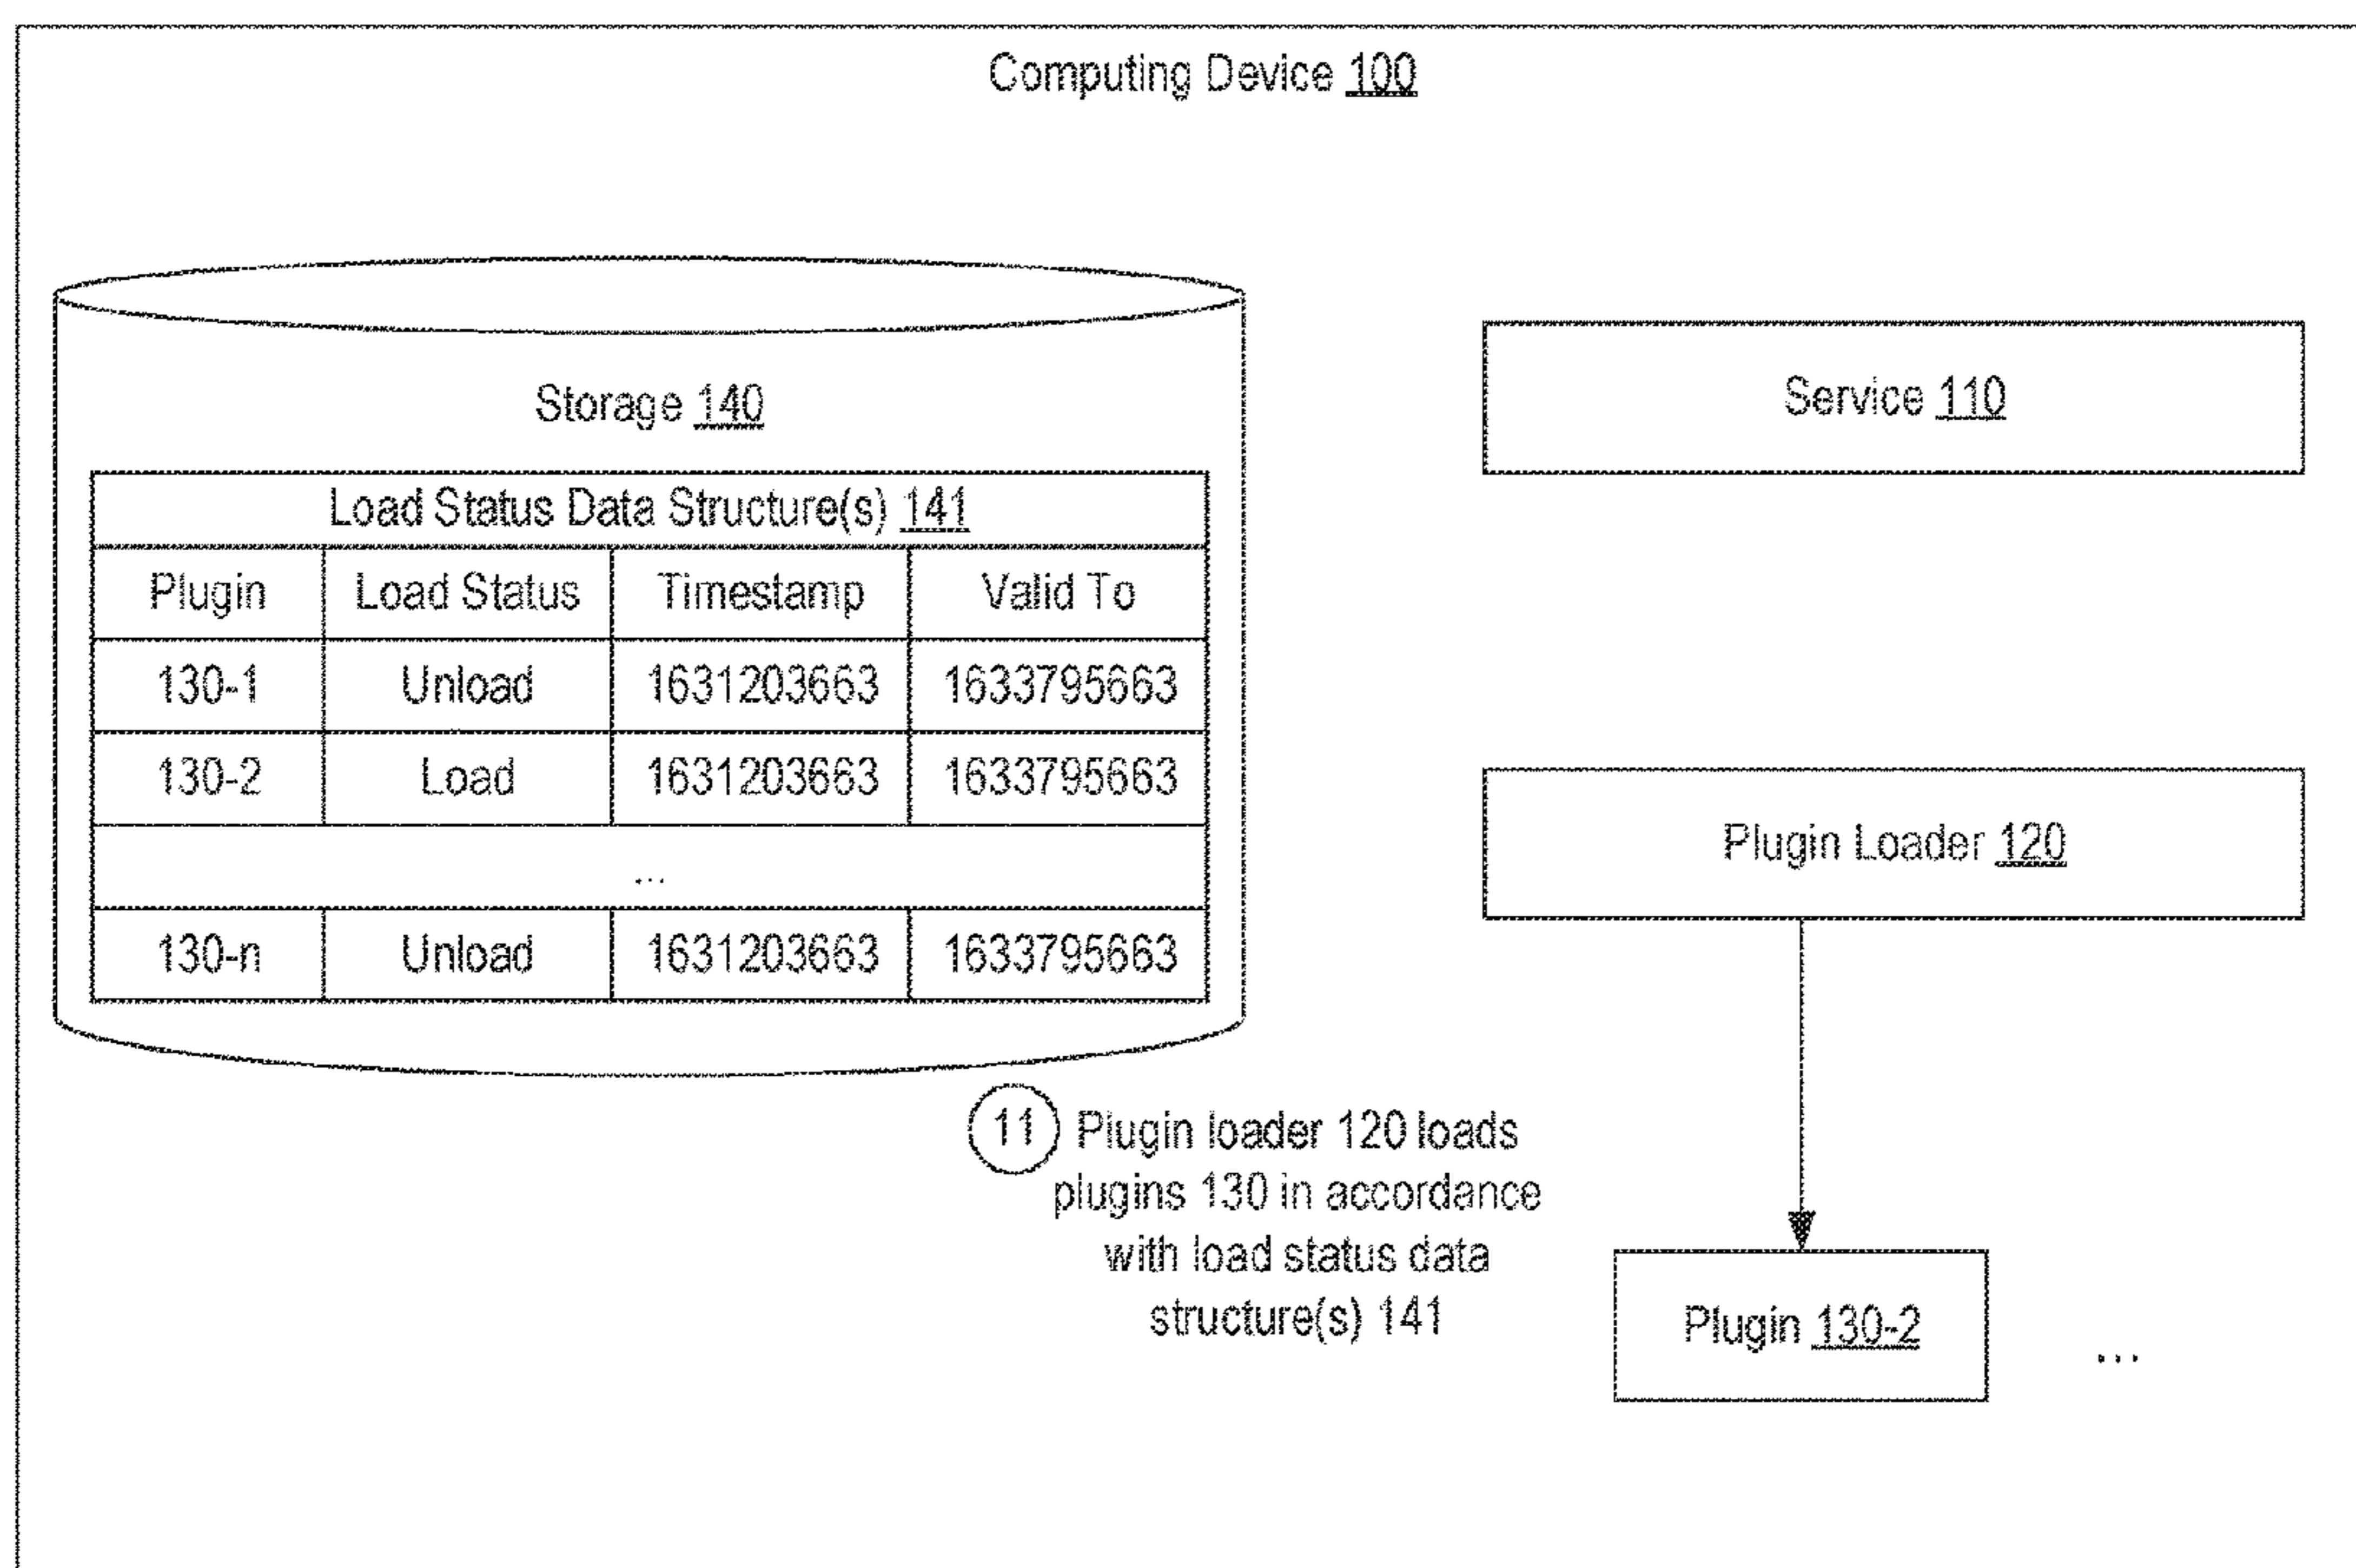 Computing Device 100
Storage 140
Load Status Data Structure(s) 141
Plugin Load Status Timestamp Valid To
130-1 Unload 1631203663 1633795663
130-2 Load 1631203663 1633795663
...
130-n Unload 1631203663 1633795663
Service 110
Plugin Loader 120
11 Plugin loader 120 loads
plugins 130 in accordance
with load status data
structure(s) 141
Plugin 130-2
...